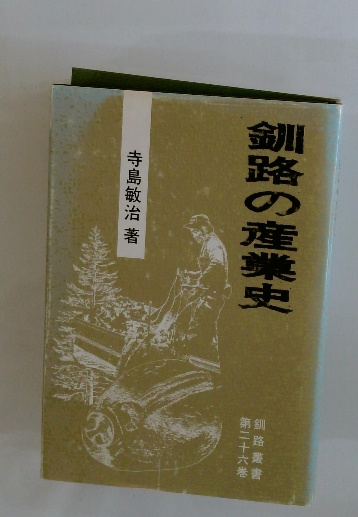 釧路の産業史
寺島敏治 著
釧路叢書
第二十六巻